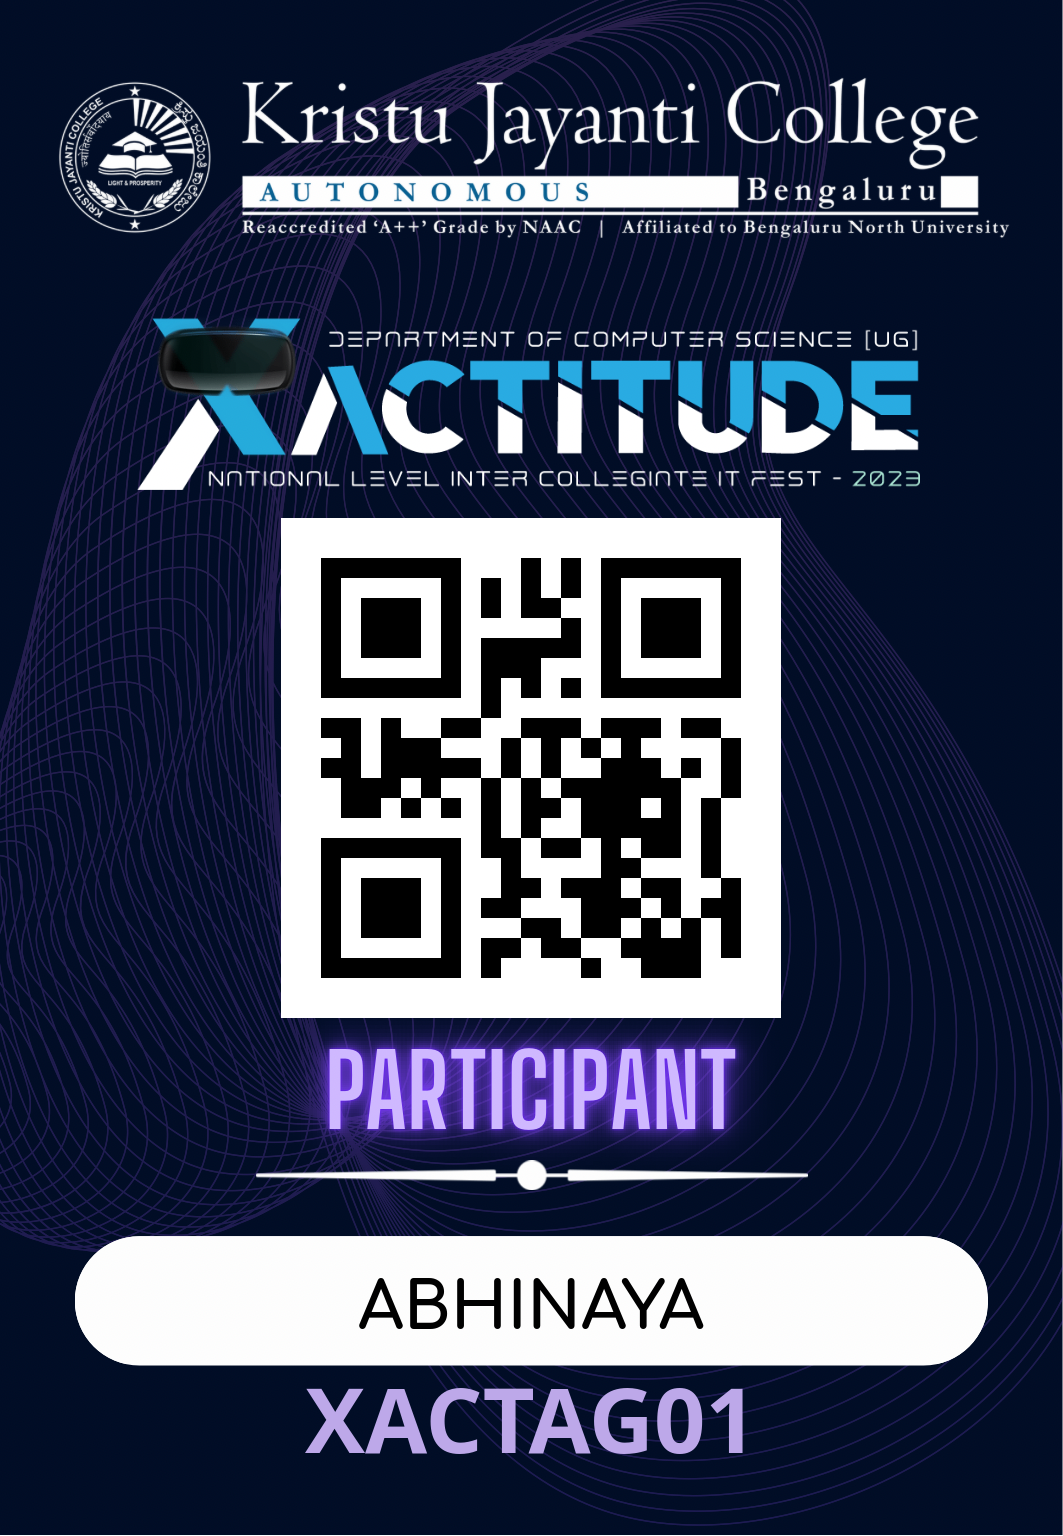 KRISTU JAYANTI COLLEGE
LIGHT & PROSPERITY
Kristu Jayanti College
AUTONOMOUS Bengaluru
Reaccredited ‘A++’ Grade by NAAC | Affiliated to Bengaluru North University
DEPARTMENT OF COMPUTER SCIENCE [UG]
XACTITUDE
NATIONAL LEVEL INTER COLLEGIATE IT FEST - 2023
PARTICIPANT
ABHINAYA
XACTAG01